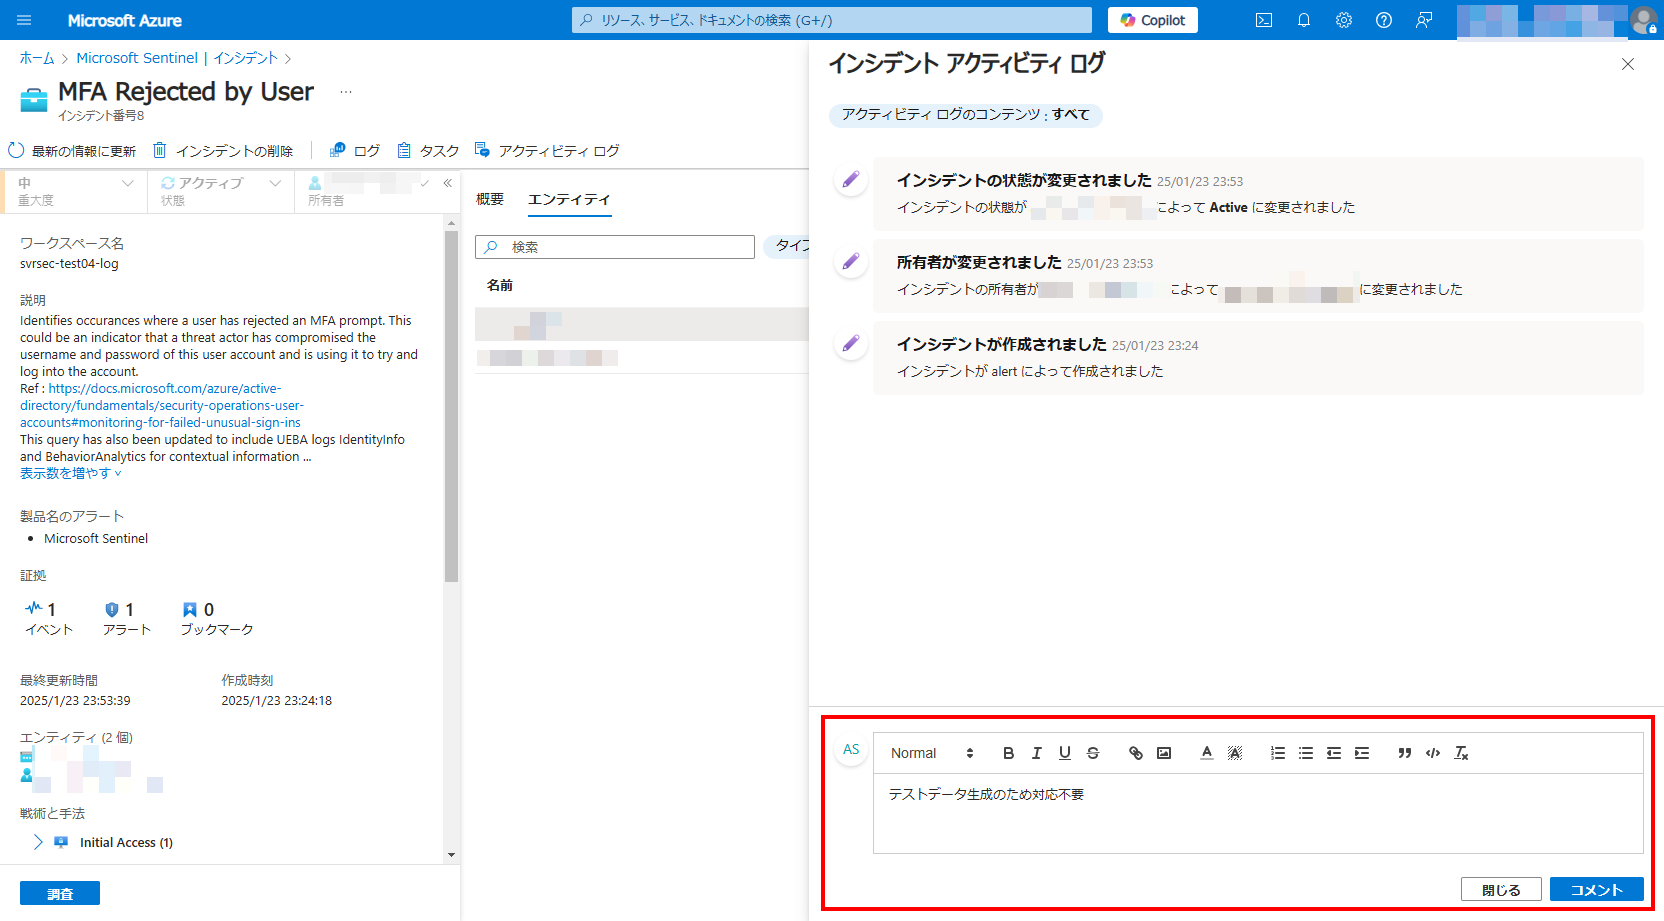 Microsoft Azure
リソース、サービス、ドキュメントの検索 (G+/)
Copilot
ホーム > Microsoft Sentinel | インシデント >
MFA Rejected by User ...
インシデント番号8
最新の情報に更新 インシデントの削除 ログ タスク アクティビティ ログ
中
重大度
アクティブ
状態
所有者
ワークスペース名
svrsec-test04-log
説明
Identifies occurances where a user has rejected an MFA prompt. This
could be an indicator that a threat actor has compromised the
username and password of this user account and is using it to try and
log into the account.
Ref : https://docs.microsoft.com/azure/active-
directory/fundamentals/security-operations-user-
accounts#monitoring-for-failed-unusual-sign-ins
This query has also been updated to include UEBA logs IdentityInfo
and BehaviorAnalytics for contextual information ...
表示数を増やす
製品名のアラート
• Microsoft Sentinel
証拠
1 1 0
イベント アラート ブックマーク
最終更新時間 作成時刻
2025/1/23 23:53:39 2025/1/23 23:24:18
エンティティ (2 個)
戦術と手法
Initial Access (1)
調査
概要 エンティティ
検索
タイプ
名前
インシデント アクティビティ ログ
アクティビティ ログのコンテンツ : すべて
インシデントの状態が変更されました 25/01/23 23:53
インシデントの状態が によって Active に変更されました
所有者が変更されました 25/01/23 23:53
インシデントの所有者が によって に変更されました
インシデントが作成されました 25/01/23 23:24
インシデントが alert によって作成されました
AS
Normal B I U S A A
テストデータ生成のため対応不要
閉じる コメント